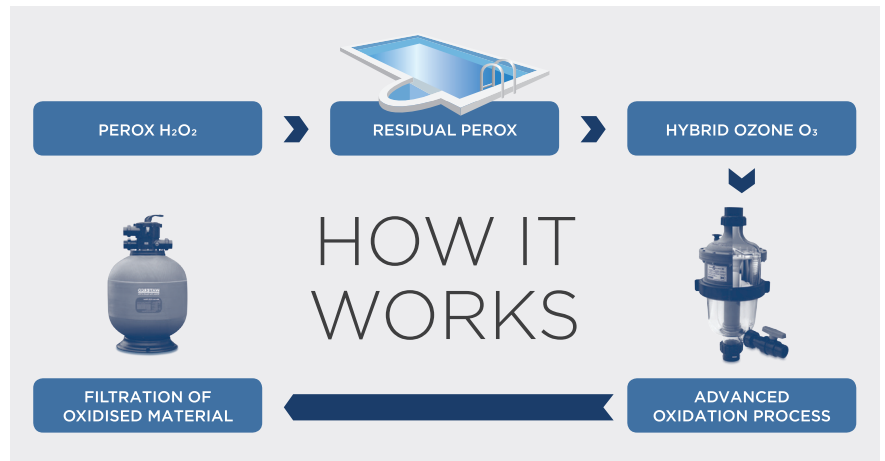 PEROX H₂O₂
RESIDUAL PEROX
HYBRID OZONE O₃
HOW IT
WORKS
FILTRATION OF
OXIDISED MATERIAL
ADVANCED
OXIDATION PROCESS